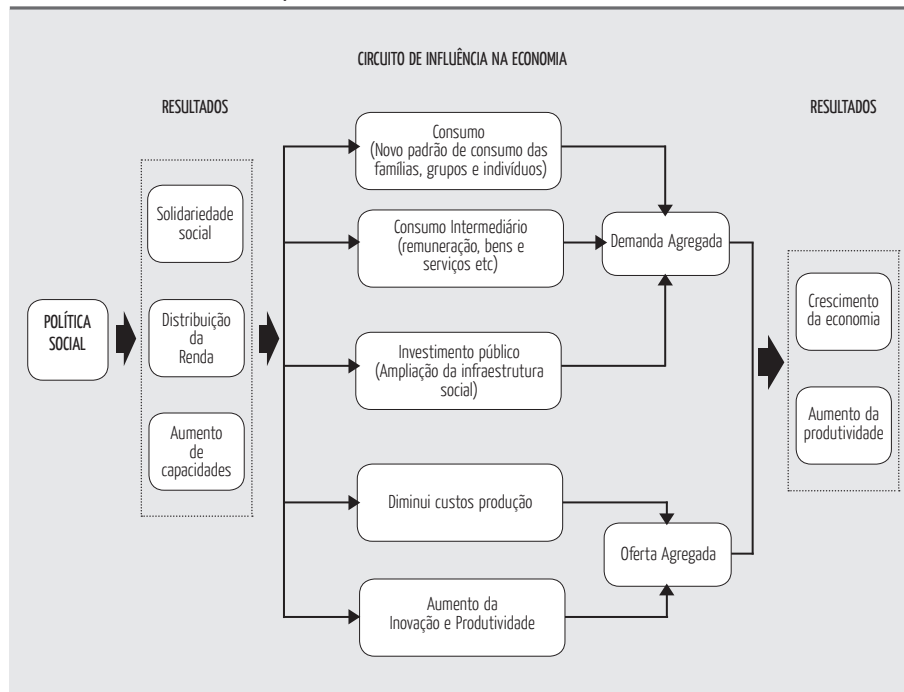 CIRCUITO DE INFLUÊNCIA NA ECONOMIA
RESULTADOS
RESULTADOS
POLÍTICA
SOCIAL
Solidariedade
social
Distribuição
da
Renda
Aumento
de
capacidades
Consumo
(Novo padrão de consumo das
famílias, grupos e indivíduos)
Consumo Intermediário
(remuneração, bens e
serviços etc)
Investimento público
(Ampliação da infraestrutura
social)
Diminui custos produção
Aumento da
Inovação e Produtividade
Demanda Agregada
Oferta Agregada
Crescimento
da economia
Aumento da
produtividade